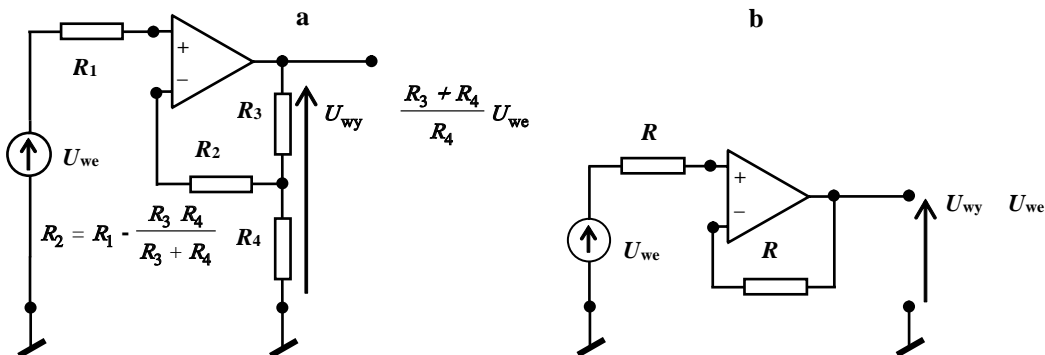 a
R1
+
−
R3
Uwy
R3 + R4
R4
Uwe
R2
Uwe
R2 = R1 - R3 R4
R3 + R4
R4
b
R
+
−
Uwe
R
Uwy Uwe